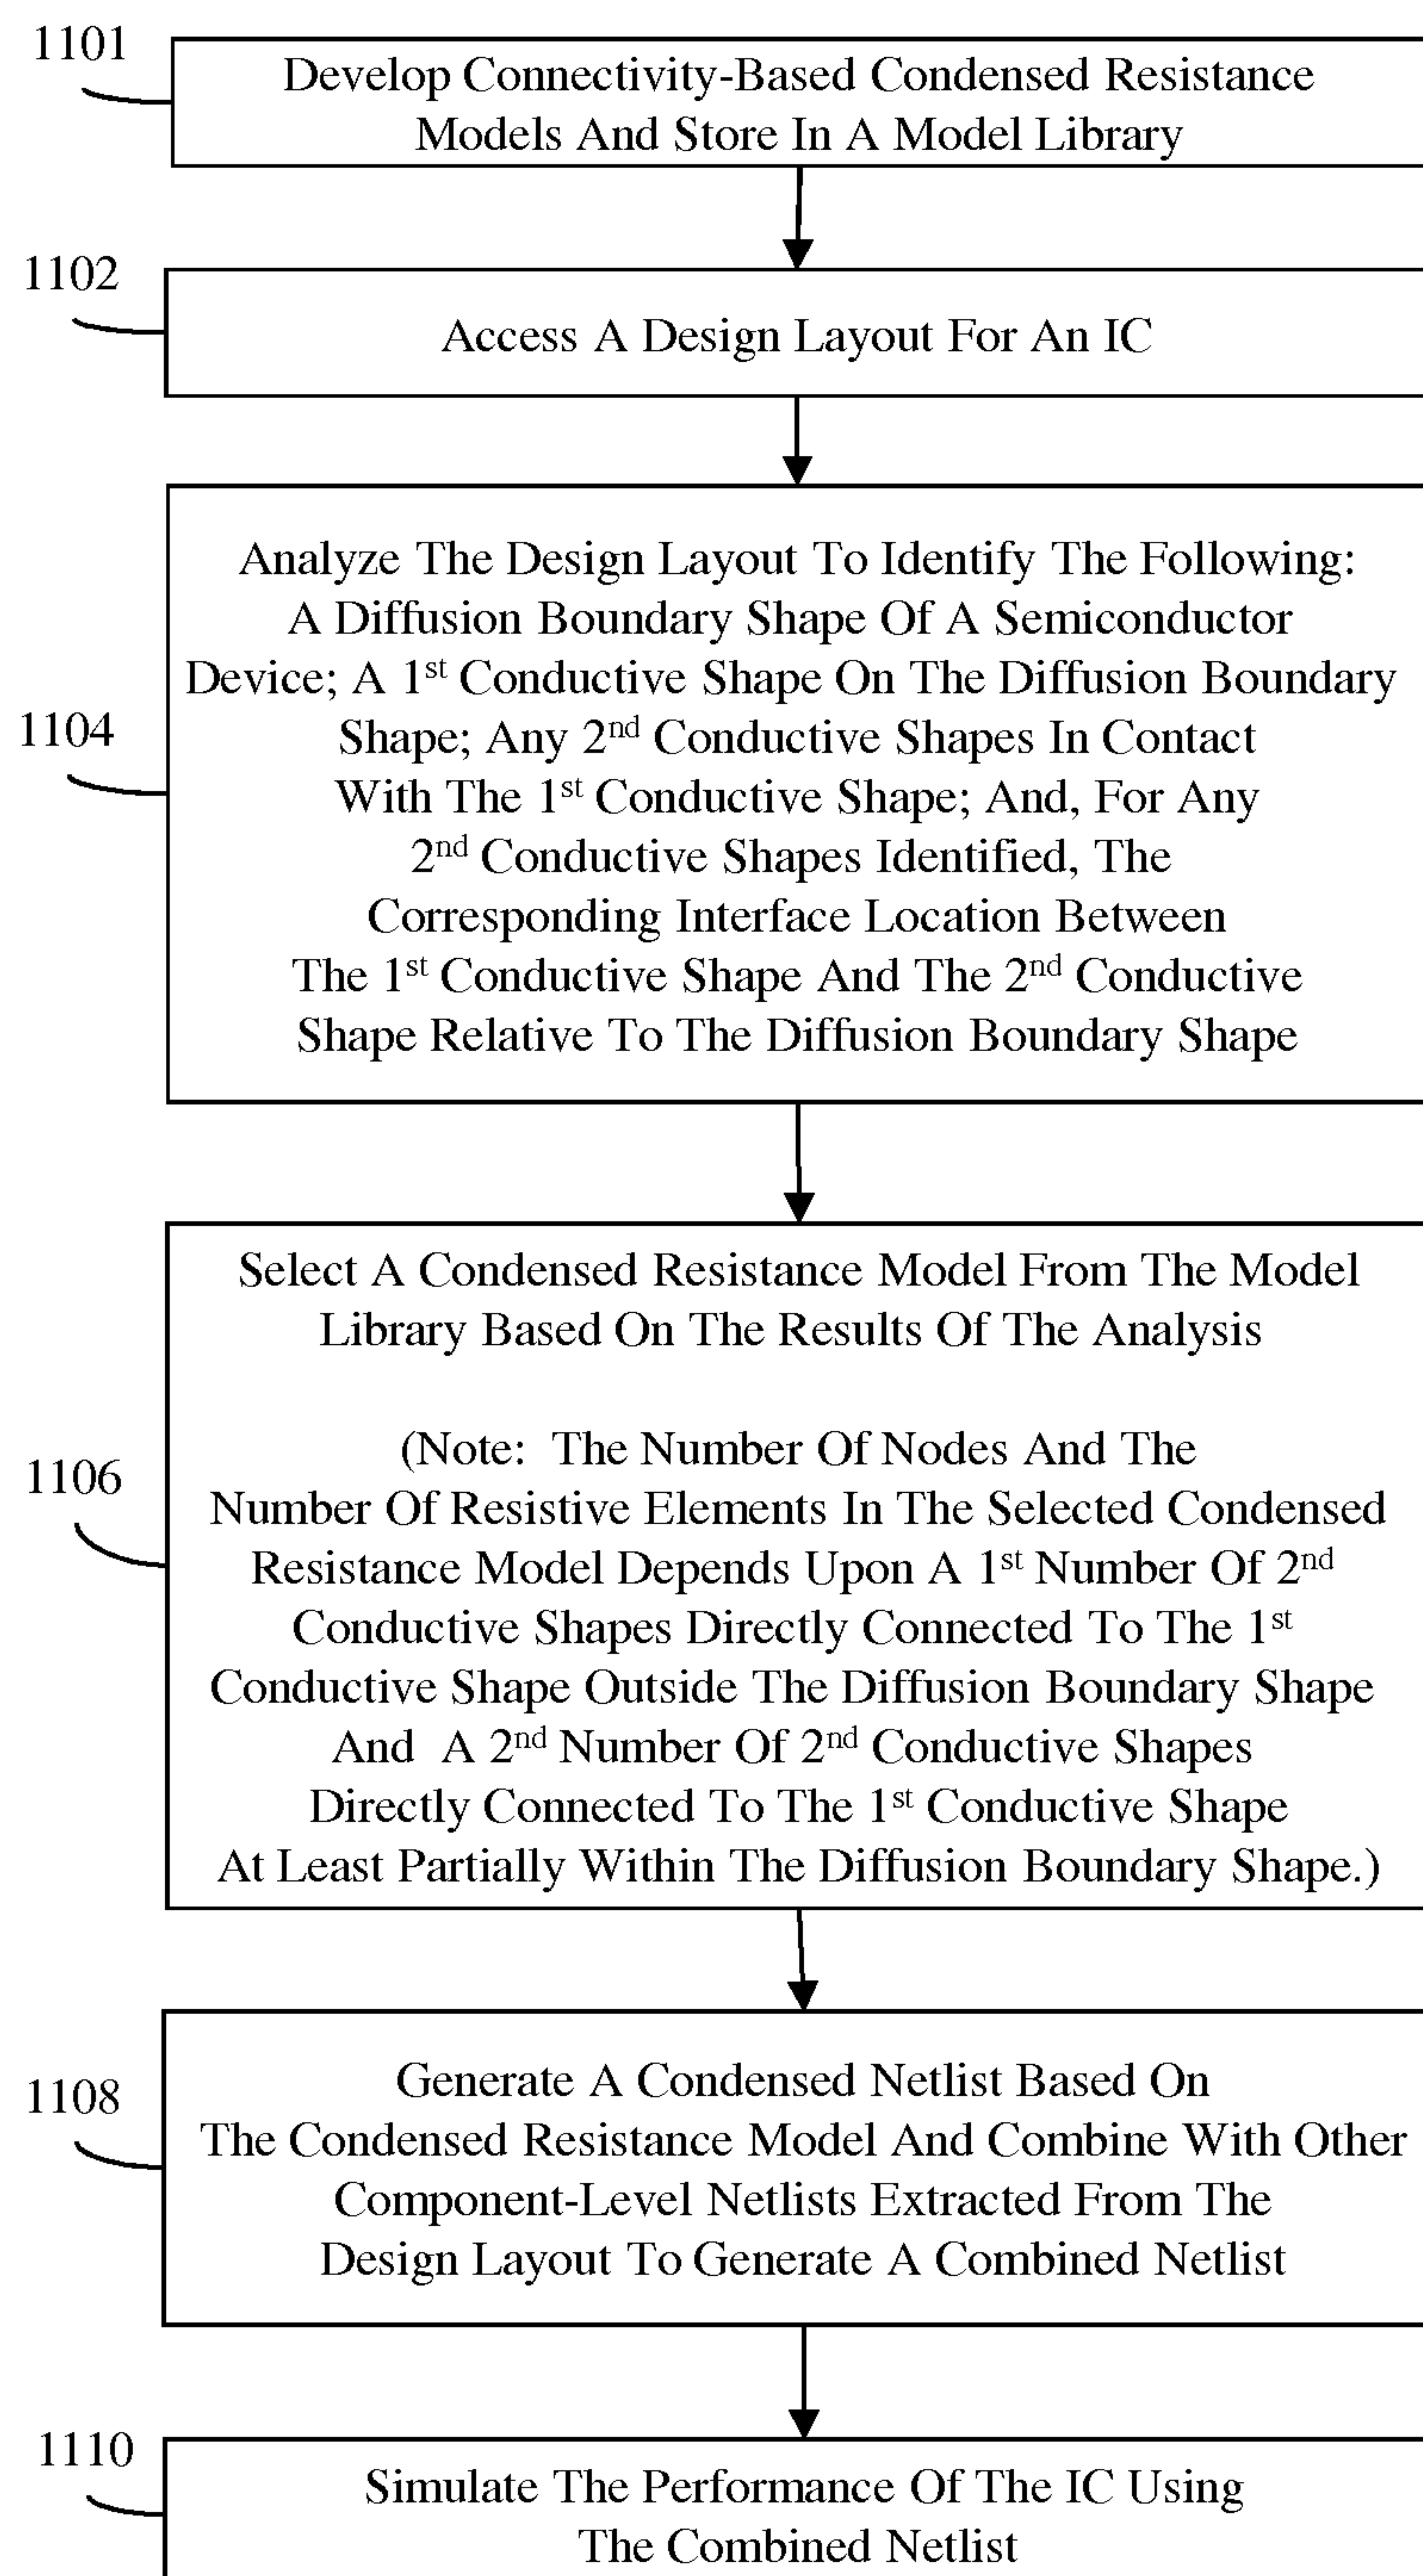 1101
Develop Connectivity-Based Condensed Resistance
Models And Store In A Model Library
1102
Access A Design Layout For An IC
1104
Analyze The Design Layout To Identify The Following:
A Diffusion Boundary Shape Of A Semiconductor
Device; A 1st Conductive Shape On The Diffusion Boundary
Shape; Any 2nd Conductive Shapes In Contact
With The 1st Conductive Shape; And, For Any
2nd Conductive Shapes Identified, The
Corresponding Interface Location Between
The 1st Conductive Shape And The 2nd Conductive
Shape Relative To The Diffusion Boundary Shape
1106
Select A Condensed Resistance Model From The Model
Library Based On The Results Of The Analysis
(Note: The Number Of Nodes And The
Number Of Resistive Elements In The Selected Condensed
Resistance Model Depends Upon A 1st Number Of 2nd
Conductive Shapes Directly Connected To The 1st
Conductive Shape Outside The Diffusion Boundary Shape
And A 2nd Number Of 2nd Conductive Shapes
Directly Connected To The 1st Conductive Shape
At Least Partially Within The Diffusion Boundary Shape.)
1108
Generate A Condensed Netlist Based On
The Condensed Resistance Model And Combine With Other
Component-Level Netlists Extracted From The
Design Layout To Generate A Combined Netlist
1110
Simulate The Performance Of The IC Using
The Combined Netlist